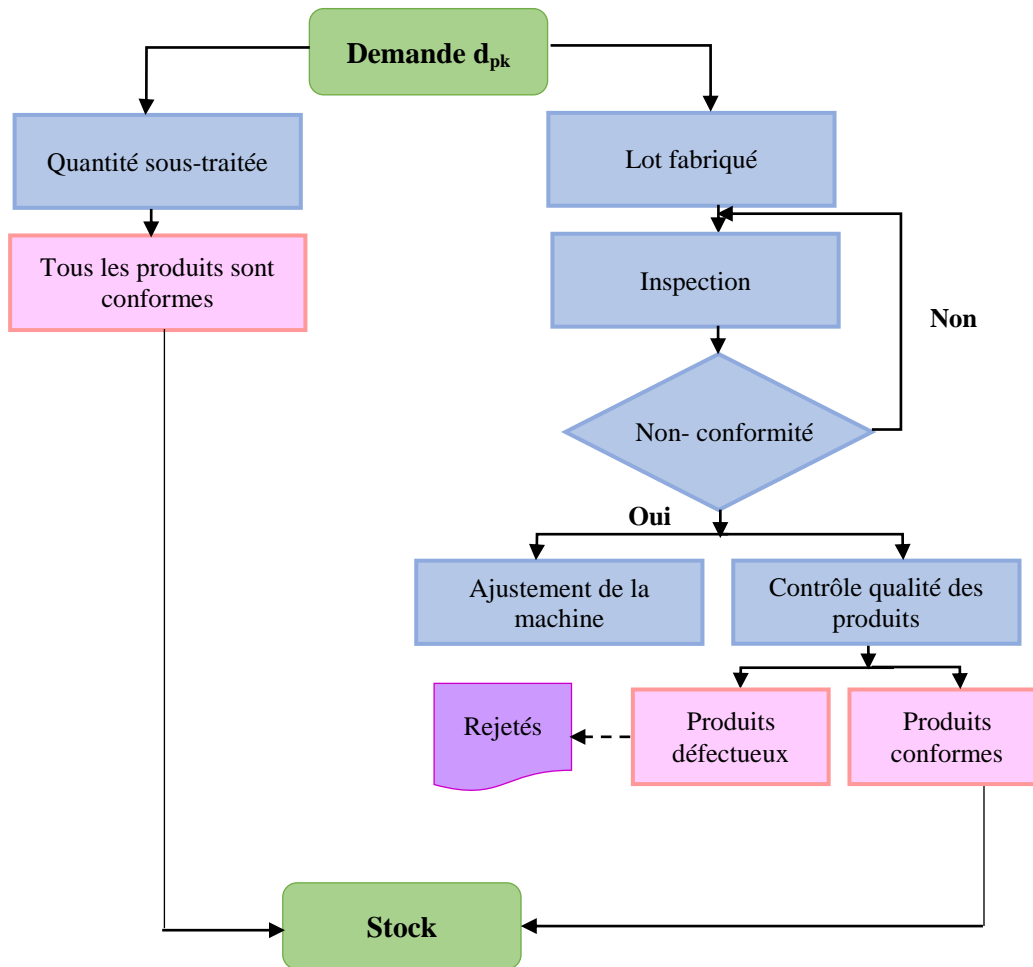 Demande dpk
Quantité sous-traitée
Lot fabriqué
Tous les produits sont
conformes
Inspection
Non
Non- conformité
Oui
Ajustement de la
machine
Contrôle qualité des
produits
Rejetés
Produits
défectueux
Produits
conformes
Stock